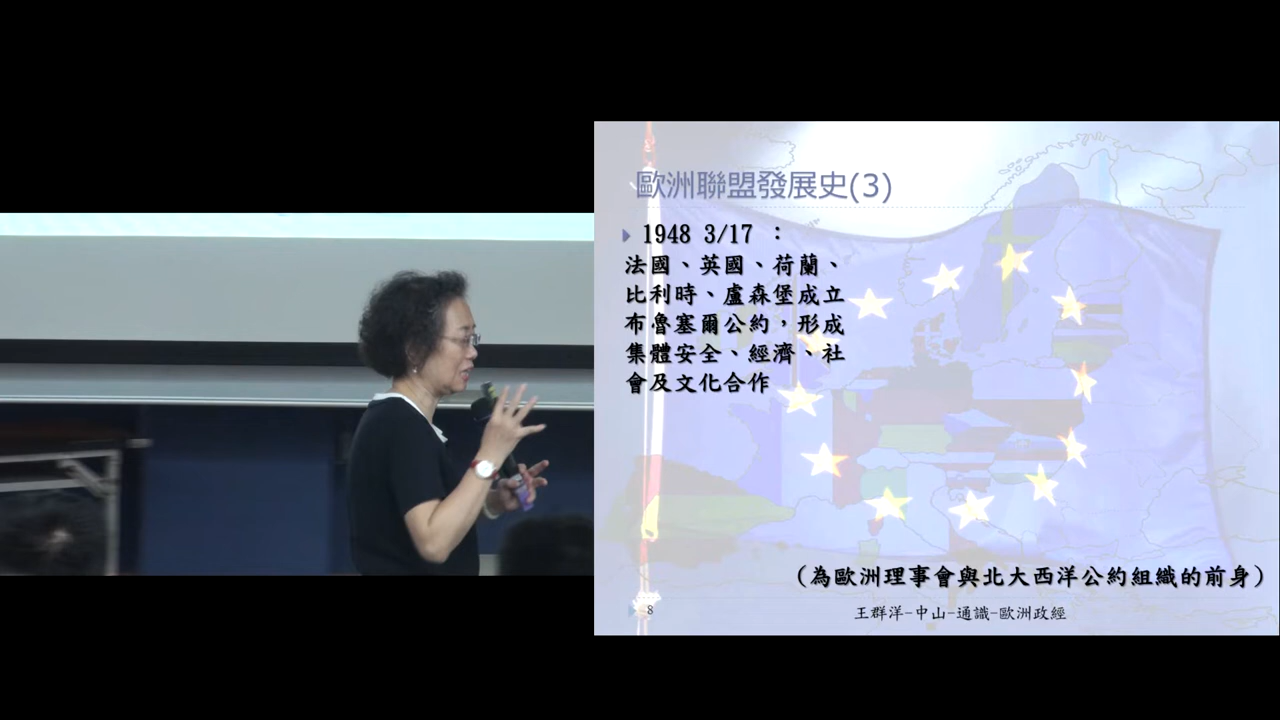 歐洲聯盟發展史(3)
1948 3/17 ：
法國、英國、荷蘭、
比利時、盧森堡成立
布魯塞爾公約，形成
集體安全、經濟、社
會及文化合作
(為歐洲理事會與北大西洋公約組織的前身)
8
王群洋-中山-通識-歐洲政經